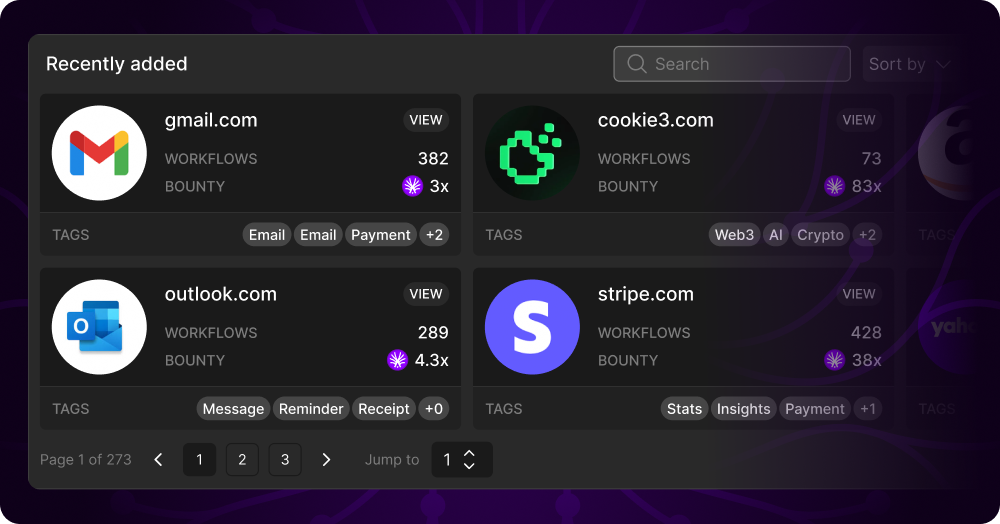 Recently added
Search
Sort by
gmail.com
VIEW
WORKFLOWS 382
BOUNTY 3x
TAGS Email Email Payment +2
cookie3.com
VIEW
WORKFLOWS 73
BOUNTY 83x
TAGS Web3 AI Crypto +2
a
TAGS
outlook.com
VIEW
O
WORKFLOWS 289
BOUNTY 4.3x
TAGS Message Reminder Receipt +0
stripe.com
VIEW
S
WORKFLOWS 428
BOUNTY 38x
TAGS Stats Insights Payment +1
TAGS
Page 1 of 273 1 2 3 Jump to 1